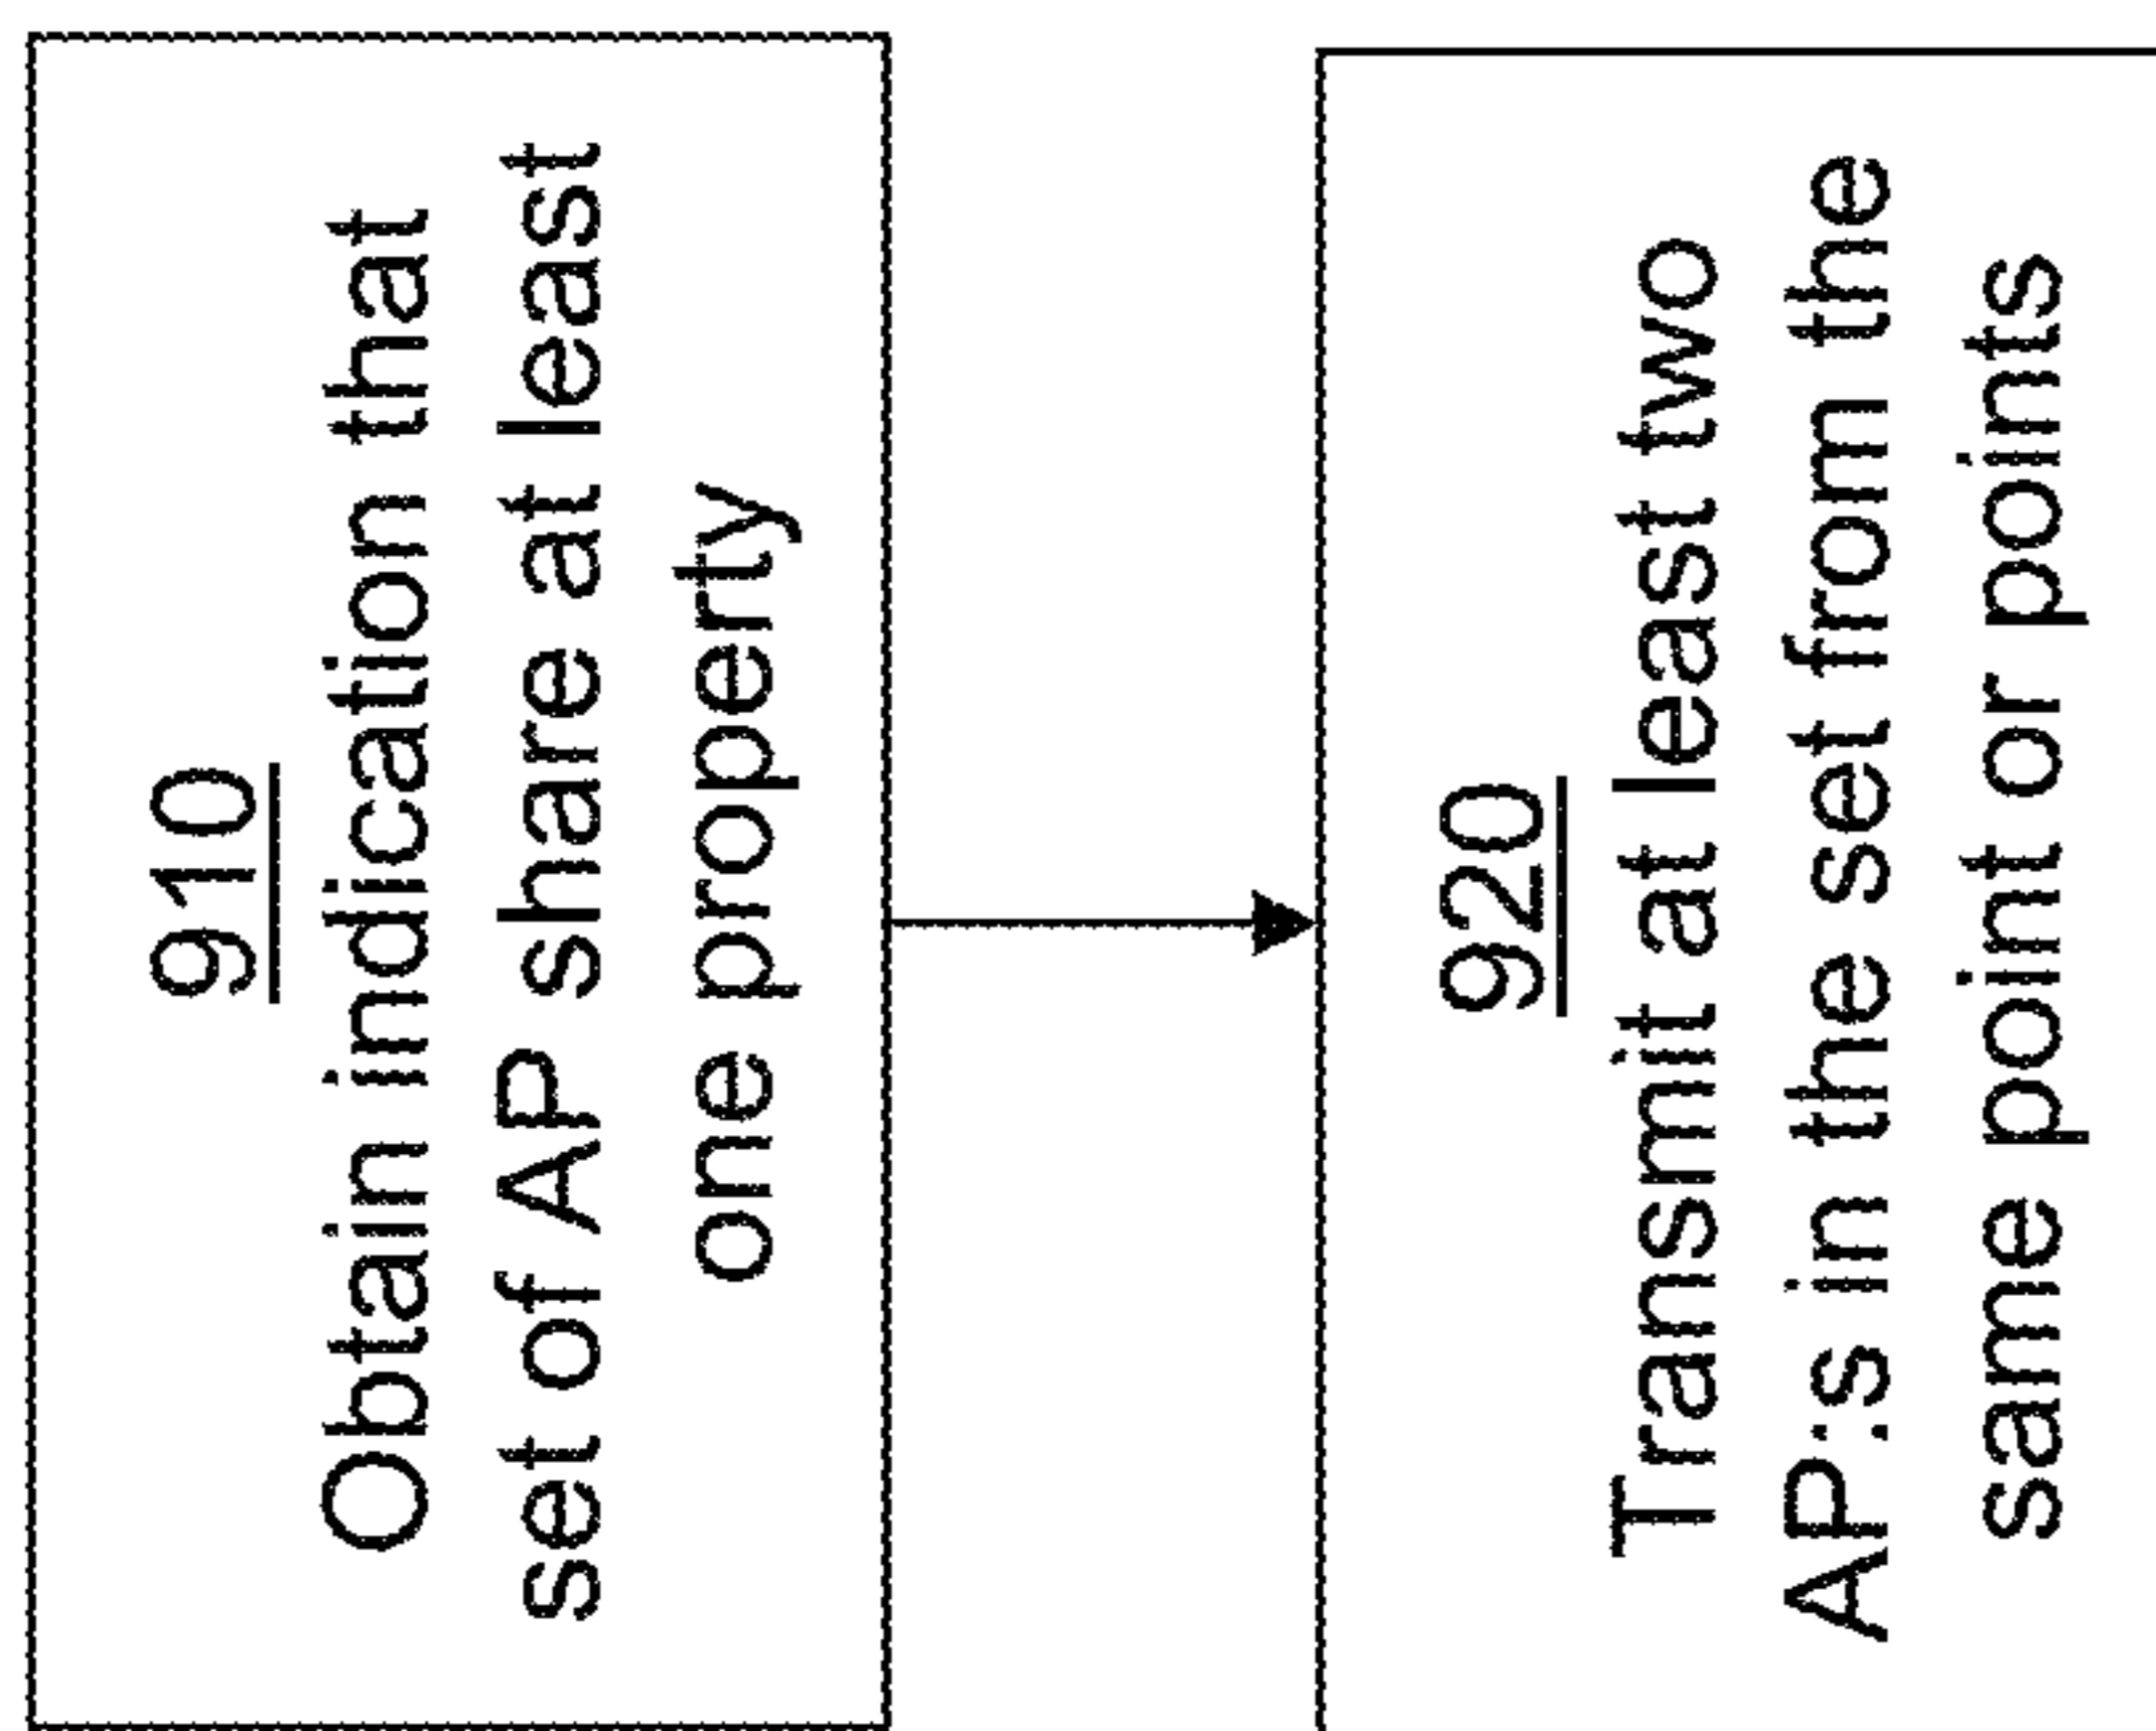 910
Obtain indication that
set of AP share at least
one property
920
Transmit at least two
AP:s in the set from the
same point or points